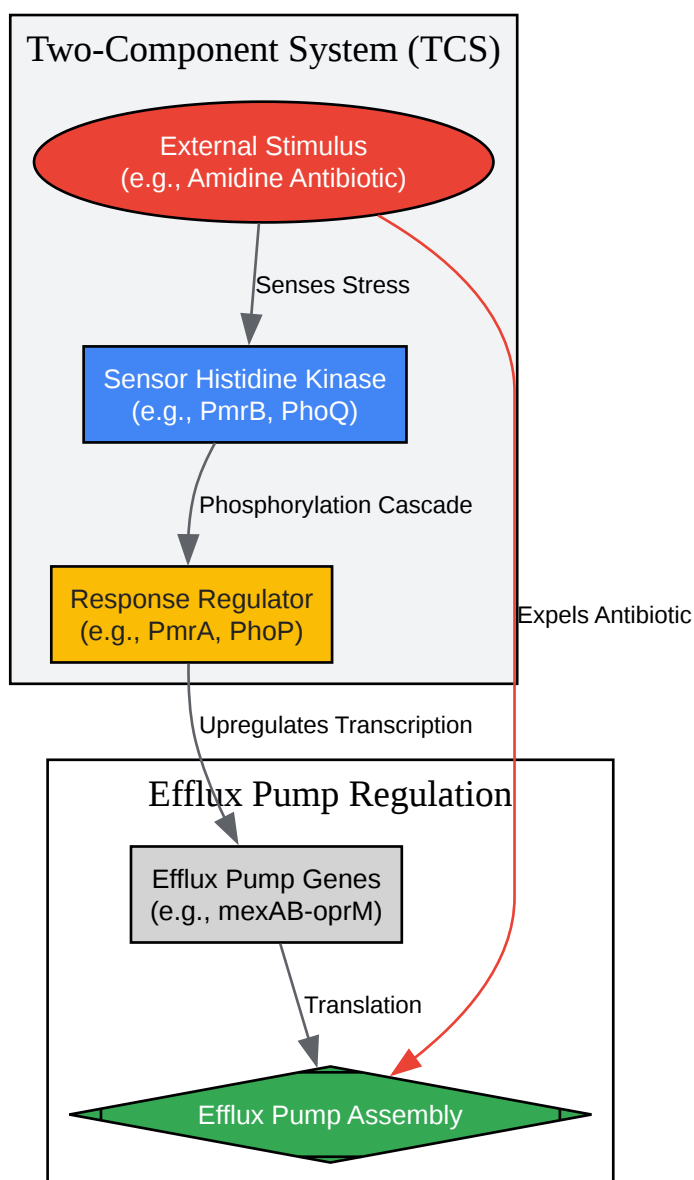 Two-Component System (TCS)
External Stimulus
(e.g., Amidine Antibiotic)
Senses Stress
Sensor Histidine Kinase
(e.g., PmrB, PhoQ)
Phosphorylation Cascade
Response Regulator
(e.g., PmrA, PhoP)
Expels Antibiotic
Upregulates Transcription
Efflux Pump Regulation
Efflux Pump Genes
(e.g., mexAB-oprM)
Translation
Efflux Pump Assembly